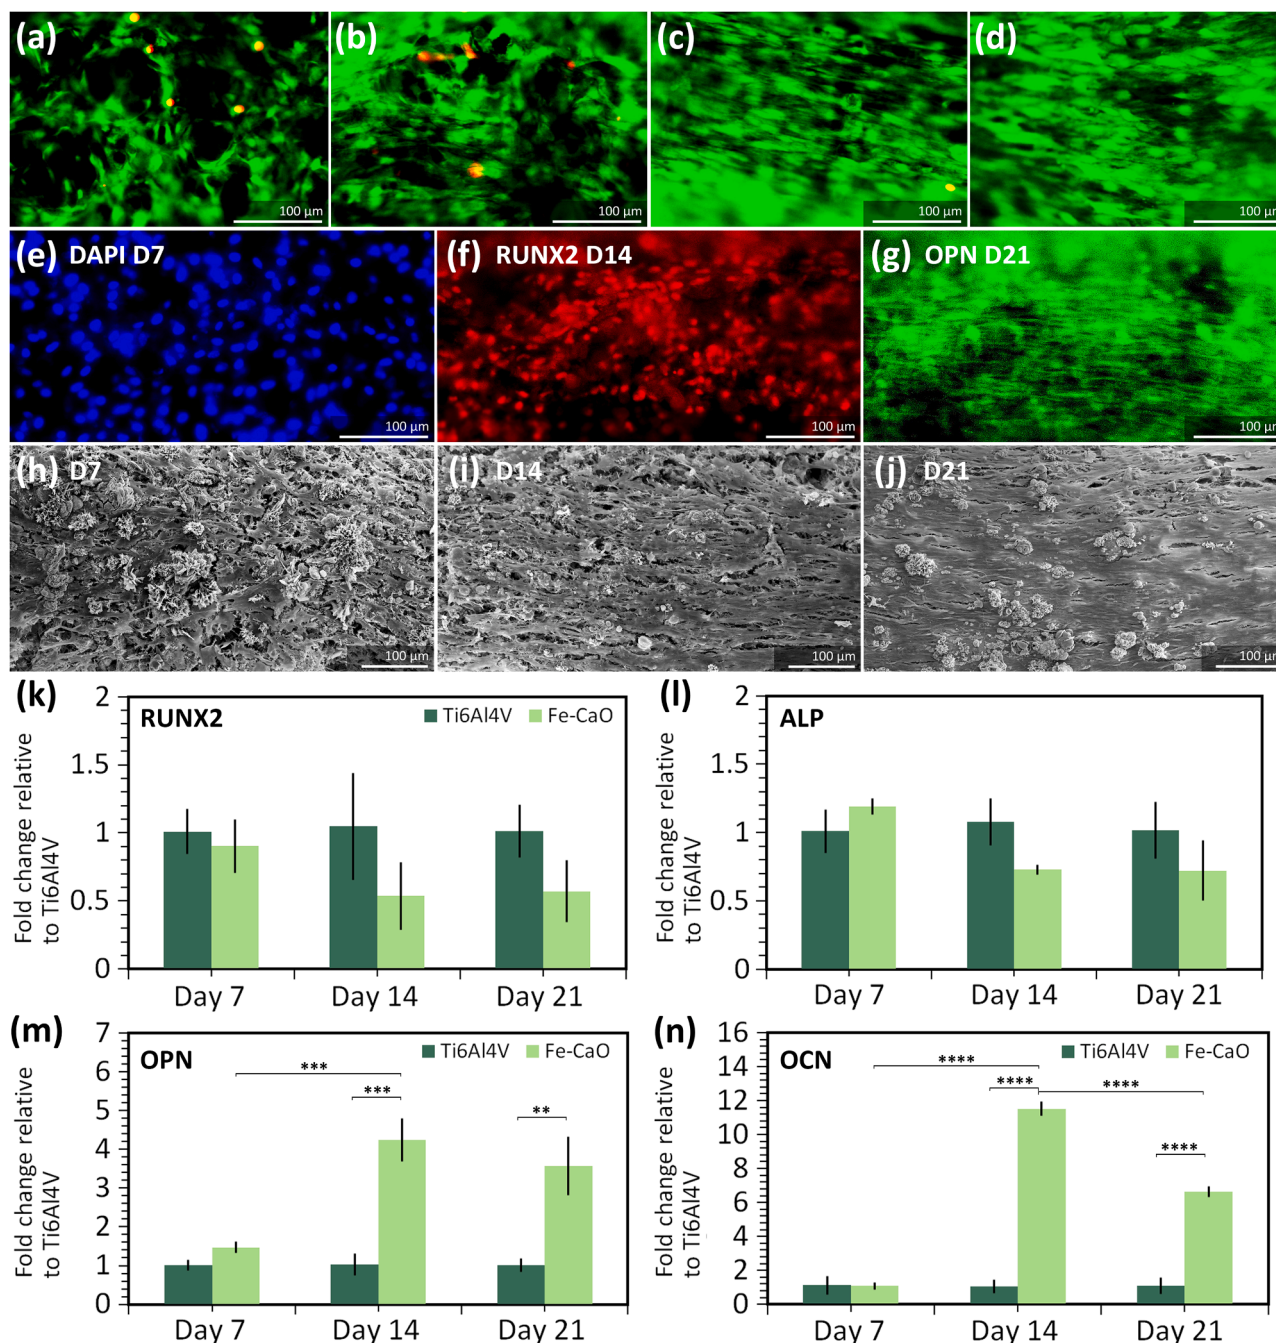 (a) (b) (c) (d)
100 µm 100 µm 100 µm 100 µm
(e) DAPI D7 (f) RUNX2 D14 (g) OPN D21
100 µm 100 µm 100 µm
(h) D7 (i) D14 (j) D21
100 µm 100 µm 100 µm
(k)
RUNX2
Ti6Al4V Fe-CaO
Fold change relative
to Ti6Al4V
2
1.5
1
0.5
0
Day 7 Day 14 Day 21
(l)
ALP
Fold change relative
to Ti6Al4V
2
1.5
1
0.5
0
Day 7 Day 14 Day 21
(m)
OPN
Ti6Al4V Fe-CaO
Fold change relative
to Ti6Al4V
7
6
5
4
3
2
1
0
***
***
**
Day 7 Day 14 Day 21
(n)
OCN
Ti6Al4V Fe-CaO
Fold change relative
to Ti6Al4V
16
14
12
10
8
6
4
2
0
****
**** ****
****
Day 7 Day 14 Day 21